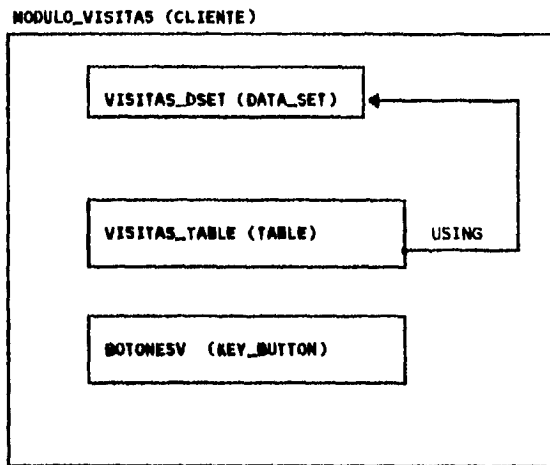 MODULO_VISITAS (CLIENTE)
VISITAS_DSET (DATA_SET)
VISITAS_TABLE (TABLE)
USING
BOTONESV (KEY_BUTTON)